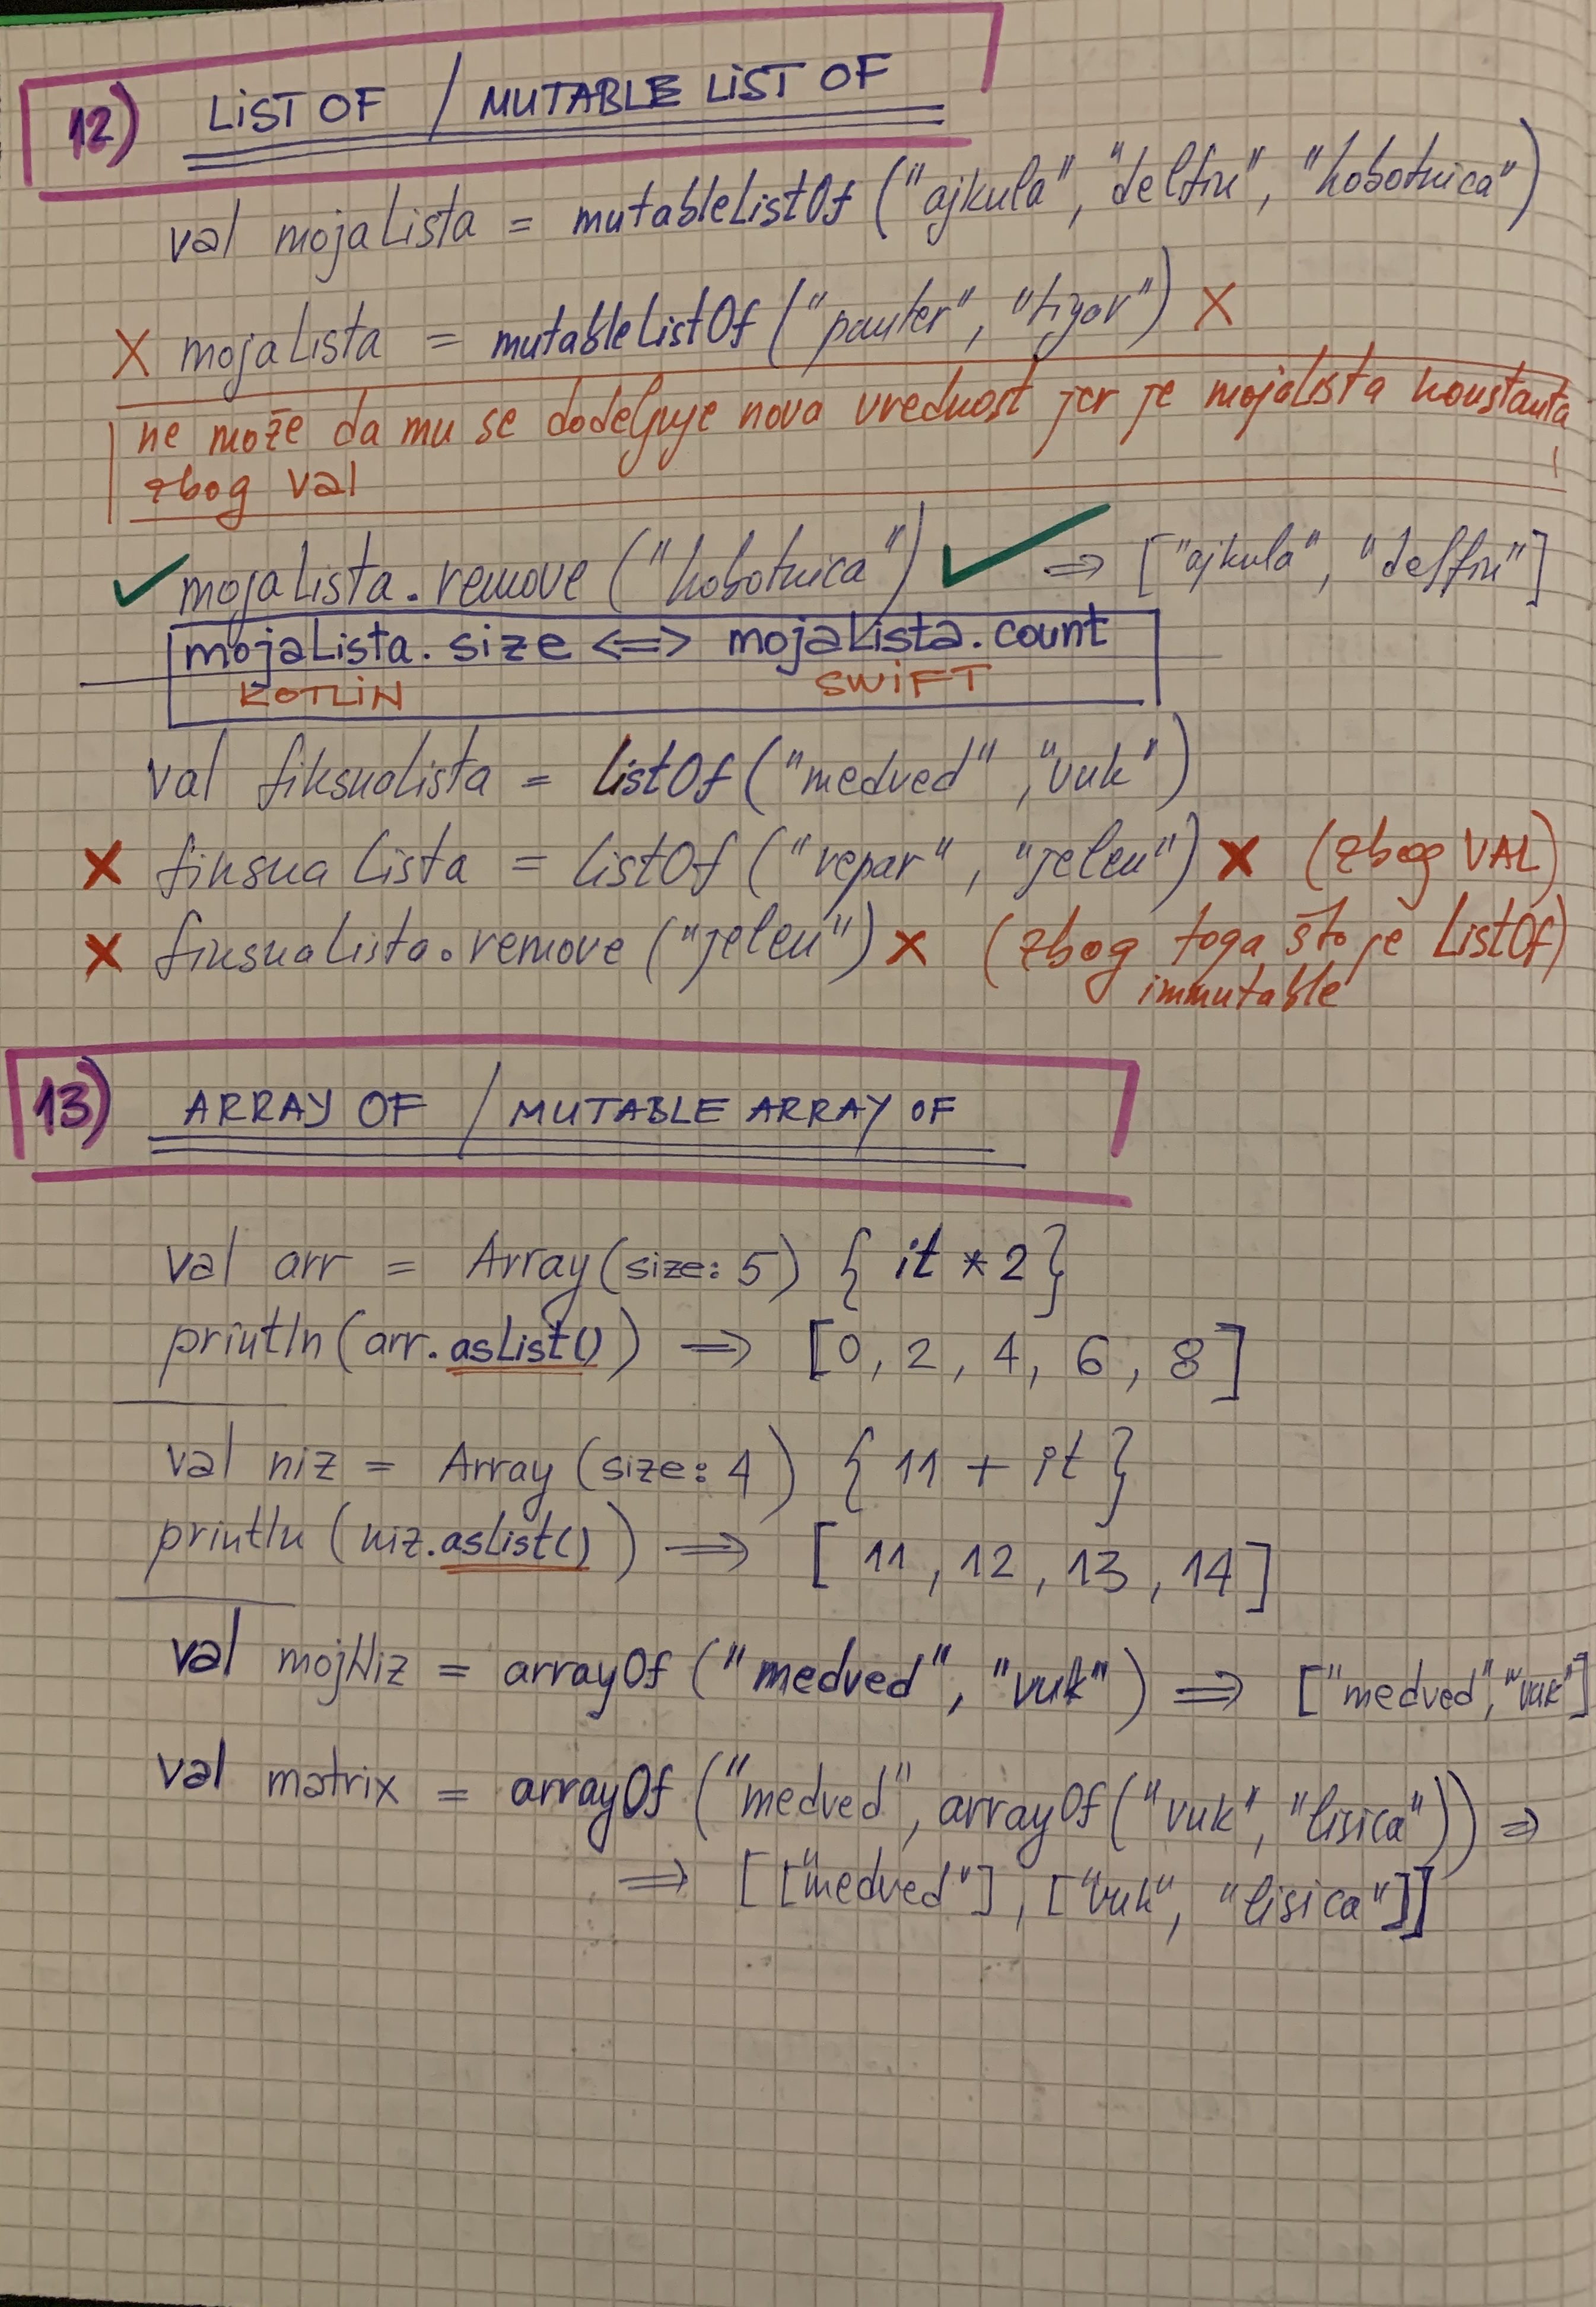 12) LIST OF / MUTABLE LIST OF
val mojaLista = mutableListOf ("ajkula", "delfin", "hobotnica")
X mojaLista = mutableListOf ("panter", "tigar") X
ne može da mu se dodeljuje nova vrednost jer je mojaLista konstanta
zbog val !
✓ mojaLista.remove ("hobotnica") ✓ => ["ajkula", "delfin"]
mojaLista.size <=> mojaLista.count
KOTLIN SWIFT
val fiksnaLista = listOf ("medved", "vuk")
X fiksnaLista = listOf ("vepar", "jelen") X (zbog VAL)
X fiksnaLista.remove ("jelen") X (zbog toga što je ListOf)
immutable
13) ARRAY OF / MUTABLE ARRAY OF
val arr = Array (size: 5) { it * 2 }
println (arr.asList()) => [0, 2, 4, 6, 8]
val niz = Array (size: 4) { 11 + it }
println (niz.asList()) => [11, 12, 13, 14]
val mojNiz = arrayOf ("medved", "vuk") => ["medved", "vuk"]
val matrix = arrayOf ("medved", arrayOf ("vuk", "lisica")) =>
=> [["medved"], ["vuk", "lisica"]]